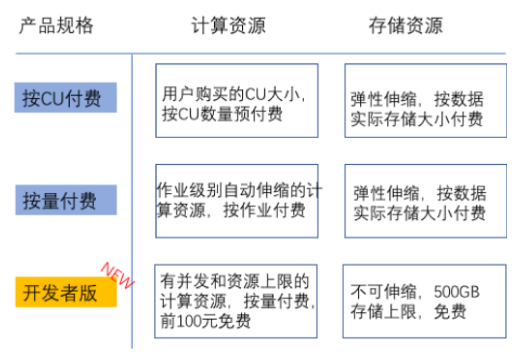 产品规格 计算资源 存储资源
按CU付费
用户购买的CU大小，
按CU数量预付费
弹性伸缩，按数据
实际存储大小付费
按量付费
作业级别自动伸缩的计
算资源，按作业付费
弹性伸缩，按数据
实际存储大小付费
NEW
开发者版
有并发和资源上限的
计算资源，按量付费，
前100元免费
不可伸缩，500GB
存储上限，免费